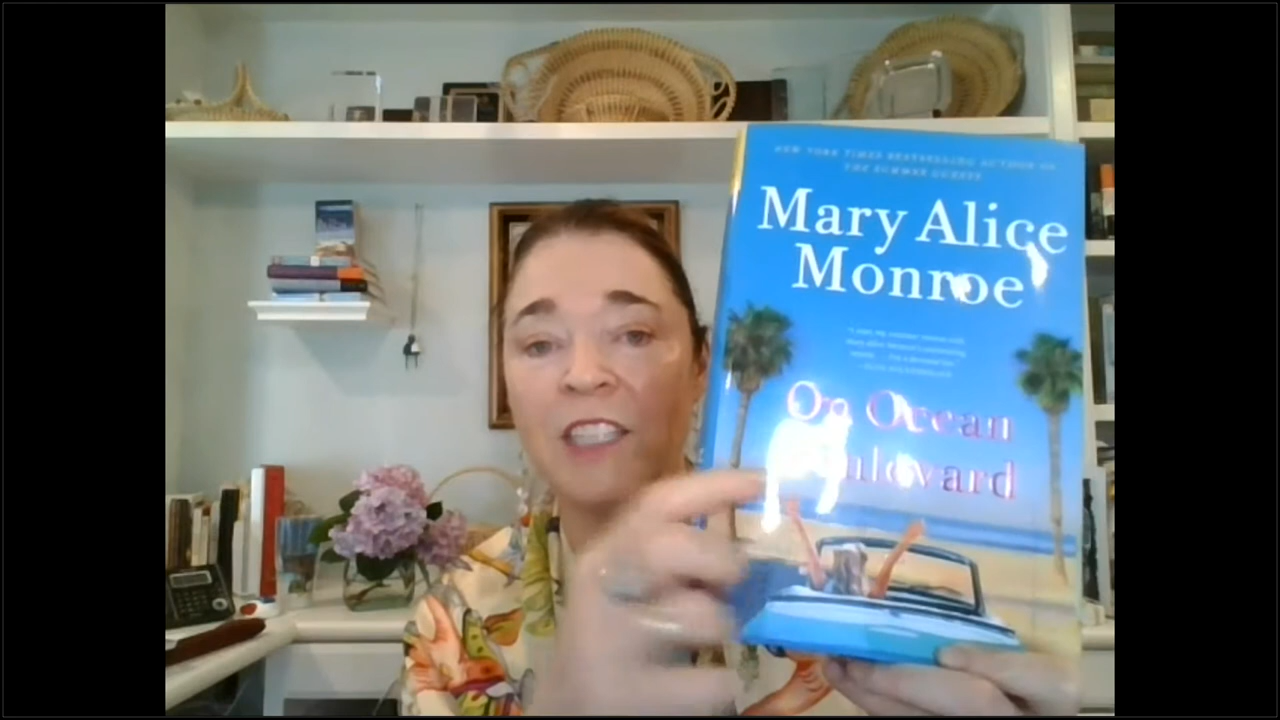 NEW YORK TIMES BESTSELLING AUTHOR OF
THE SUMMER GUESTS
Mary Alice
Monroe
On Ocean
Boulevard